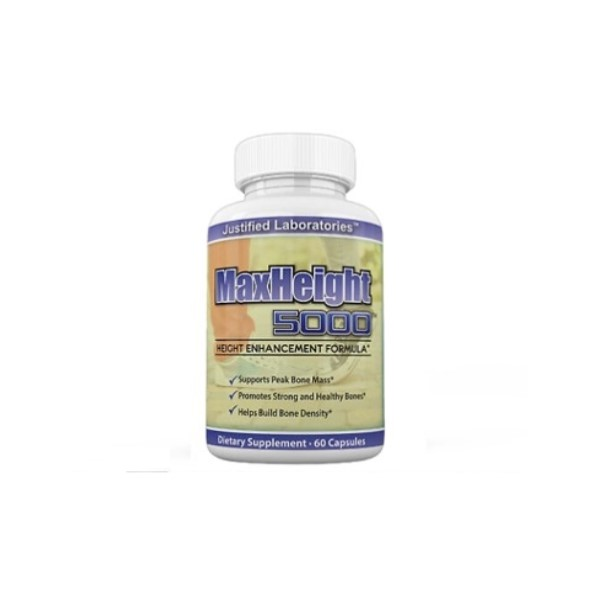 Justified Laboratories™
MaxHeight
5000™
HEIGHT ENHANCEMENT FORMULA*
Supports Peak Bone Mass*
Promotes Strong and Healthy Bones*
Helps Build Bone Density*
Dietary Supplement • 60 Capsules